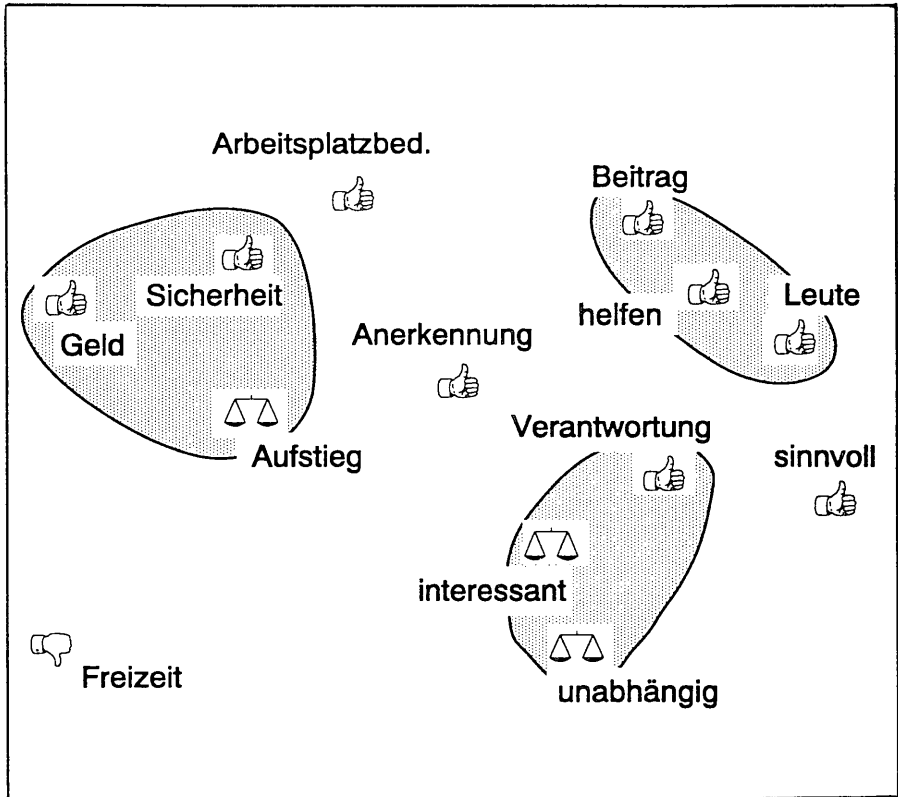 Arbeitsplatzbed.
Beitrag
Sicherheit
Leute
helfen
Geld
Anerkennung
Verantwortung
Aufstieg
sinnvoll
interessant
Freizeit
unabhängig